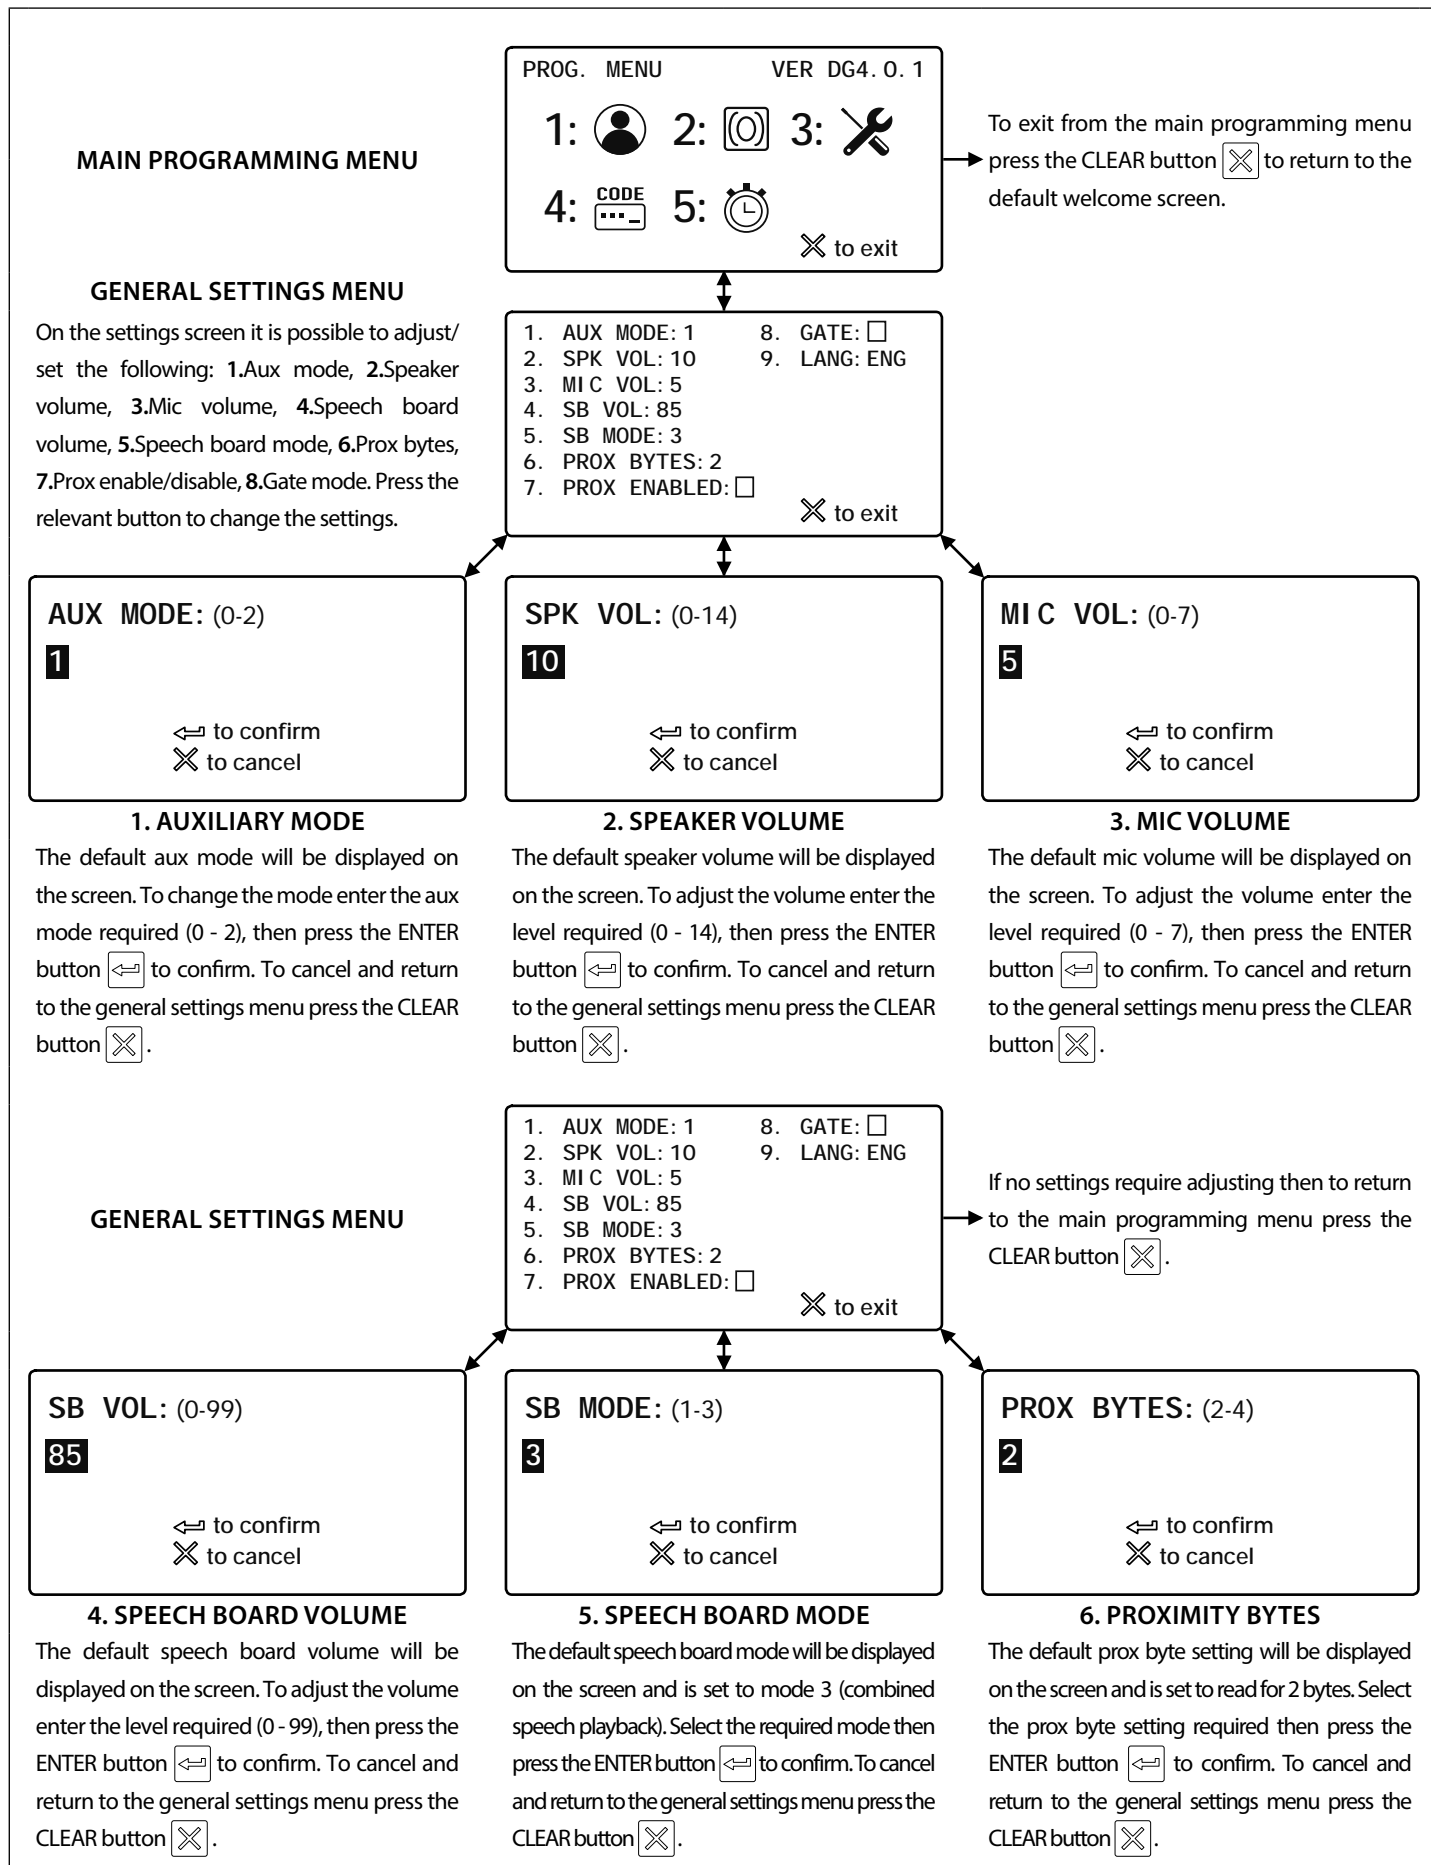 PROG. MENU VER DG4.0.1
1: 2: 3:
4: CODE 5:
to exit
MAIN PROGRAMMING MENU
To exit from the main programming menu
press the CLEAR button to return to the
default welcome screen.
GENERAL SETTINGS MENU
On the settings screen it is possible to adjust/
set the following: 1.Aux mode, 2.Speaker
volume, 3.Mic volume, 4.Speech board
volume, 5.Speech board mode, 6.Prox bytes,
7.Prox enable/disable, 8.Gate mode. Press the
relevant button to change the settings.
1. AUX MODE:1 8. GATE:
2. SPK VOL:10 9. LANG:ENG
3. MIC VOL:5
4. SB VOL:85
5. SB MODE:3
6. PROX BYTES:2
7. PROX ENABLED:
to exit
AUX MODE: (0-2)
1
to confirm
to cancel
1. AUXILIARY MODE
The default aux mode will be displayed on
the screen. To change the mode enter the aux
mode required (0 - 2), then press the ENTER
button to confirm. To cancel and return
to the general settings menu press the CLEAR
button .
SPK VOL: (0-14)
10
to confirm
to cancel
2. SPEAKER VOLUME
The default speaker volume will be displayed
on the screen. To adjust the volume enter the
level required (0 - 14), then press the ENTER
button to confirm. To cancel and return
to the general settings menu press the CLEAR
button .
MIC VOL: (0-7)
5
to confirm
to cancel
3. MIC VOLUME
The default mic volume will be displayed on
the screen. To adjust the volume enter the
level required (0 - 7), then press the ENTER
button to confirm. To cancel and return
to the general settings menu press the CLEAR
button .
GENERAL SETTINGS MENU
1. AUX MODE:1 8. GATE:
2. SPK VOL:10 9. LANG:ENG
3. MIC VOL:5
4. SB VOL:85
5. SB MODE:3
6. PROX BYTES:2
7. PROX ENABLED:
to exit
If no settings require adjusting then to return
to the main programming menu press the
CLEAR button .
SB VOL: (0-99)
85
to confirm
to cancel
4. SPEECH BOARD VOLUME
The default speech board volume will be
displayed on the screen. To adjust the volume
enter the level required (0 - 99), then press the
ENTER button to confirm. To cancel and
return to the general settings menu press the
CLEAR button .
SB MODE: (1-3)
3
to confirm
to cancel
5. SPEECH BOARD MODE
The default speech board mode will be displayed
on the screen and is set to mode 3 (combined
speech playback). Select the required mode then
press the ENTER button to confirm. To cancel
and return to the general settings menu press the
CLEAR button .
PROX BYTES: (2-4)
2
to confirm
to cancel
6. PROXIMITY BYTES
The default prox byte setting will be displayed
on the screen and is set to read for 2 bytes. Select
the prox byte setting required then press the
ENTER button to confirm. To cancel and
return to the general settings menu press the
CLEAR button .